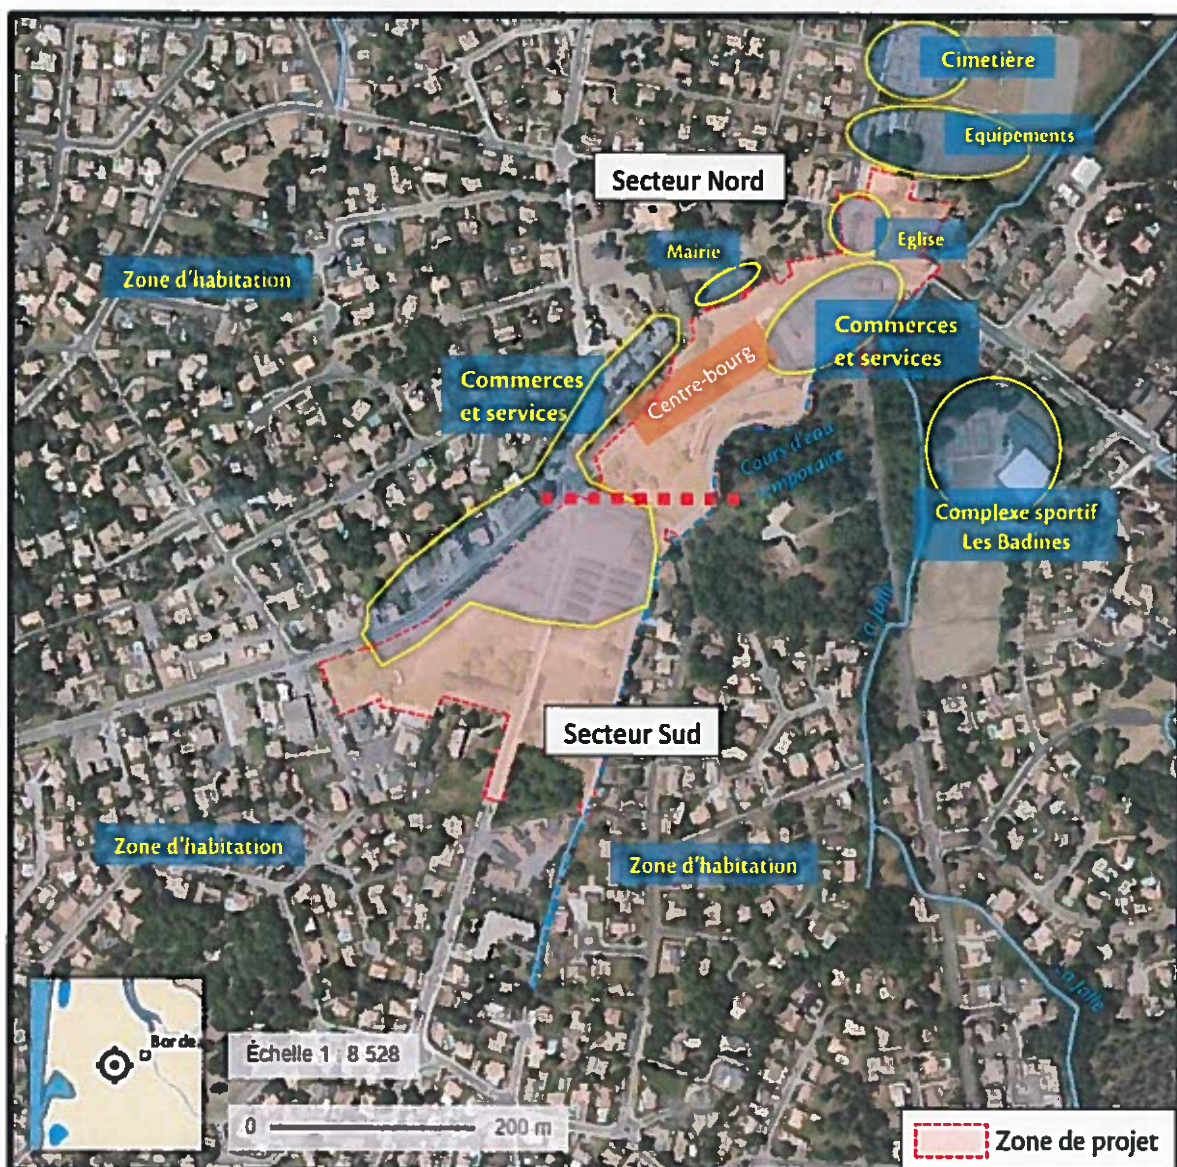 Cimetière
Equipements
Secteur Nord
Eglise
Mairie
Zone d'habitation
Commerces
et services
Commerces
et services
Centre-bourg
Cours d'eau
temporaire
Complexe sportif
Les Badines
La Jalle
Secteur Sud
Zone d'habitation
Zone d'habitation
La Jalle
Borde
Échelle 1 : 8 528
0 200 m
Zone de projet